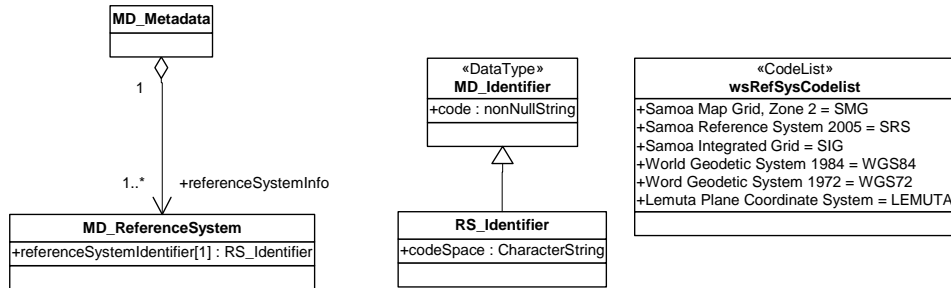 MD_Metadata
1
1..*
+referenceSystemInfo
MD_ReferenceSystem
+referenceSystemIdentifier[1] : RS_Identifier
«DataType»
MD_Identifier
+code : nonNullString
RS_Identifier
+codeSpace : CharacterString
«CodeList»
wsRefSysCodelist
+Samoa Map Grid, Zone 2 = SMG
+Samoa Reference System 2005 = SRS
+Samoa Integrated Grid = SIG
+World Geodetic System 1984 = WGS84
+Word Geodetic System 1972 = WGS72
+Lemuta Plane Coordinate System = LEMUTA